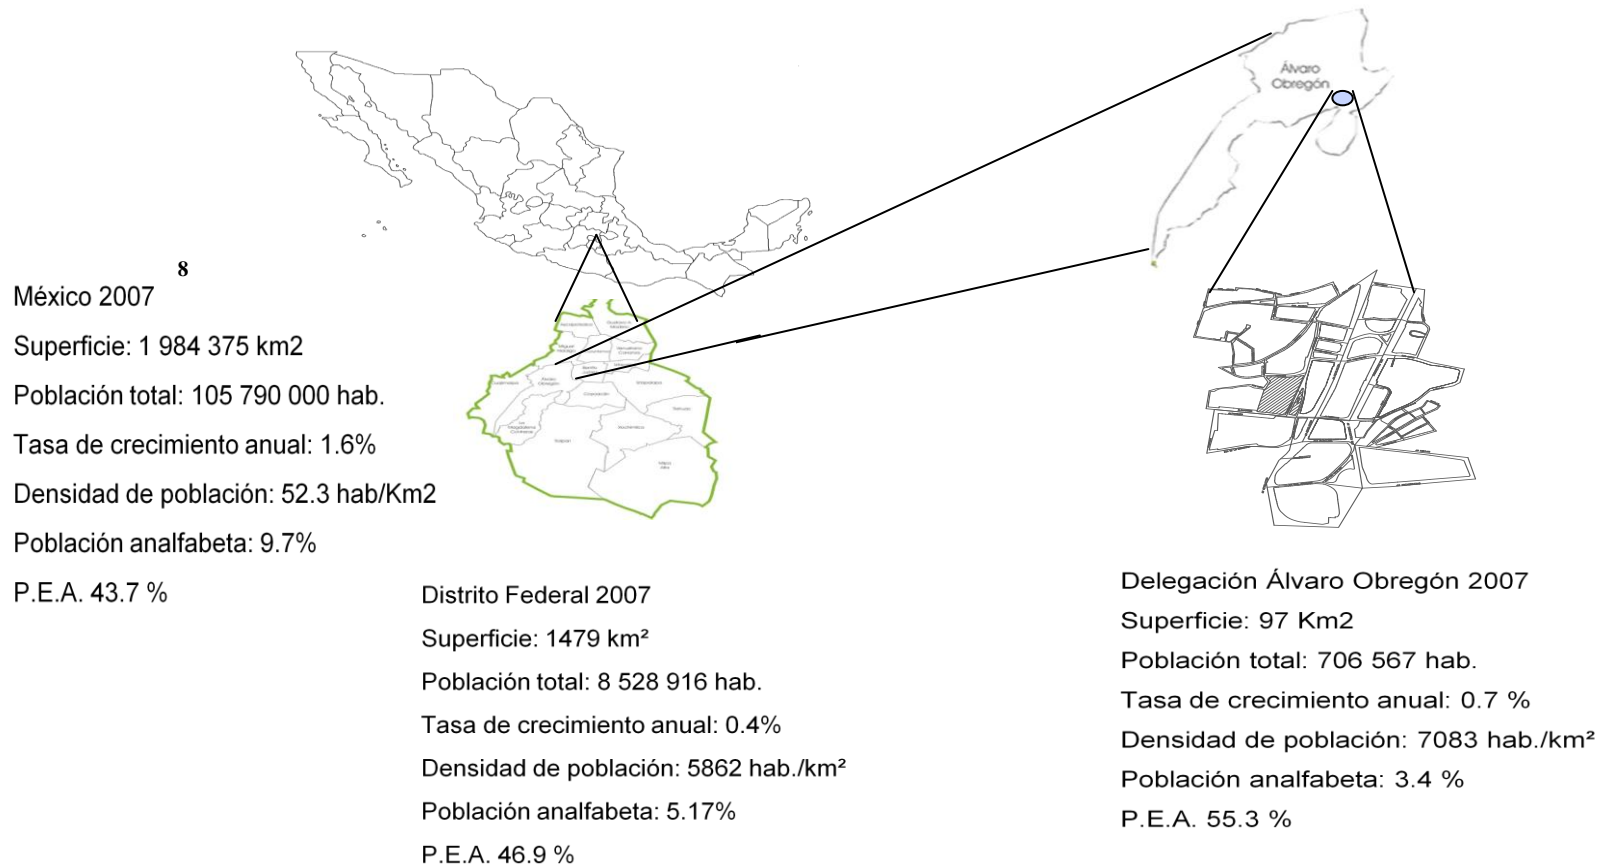 Álvaro
Obregón
8
México 2007
Superficie: 1 984 375 km2
Población total: 105 790 000 hab.
Tasa de crecimiento anual: 1.6%
Densidad de población: 52.3 hab/Km2
Población analfabeta: 9.7%
P.E.A. 43.7 %
Coyoacán
Xochimilco
Tlalpan
Distrito Federal 2007
Superficie: 1479 km²
Población total: 8 528 916 hab.
Tasa de crecimiento anual: 0.4%
Densidad de población: 5862 hab./km²
Población analfabeta: 5.17%
P.E.A. 46.9 %
Delegación Álvaro Obregón 2007
Superficie: 97 Km2
Población total: 706 567 hab.
Tasa de crecimiento anual: 0.7 %
Densidad de población: 7083 hab./km²
Población analfabeta: 3.4 %
P.E.A. 55.3 %